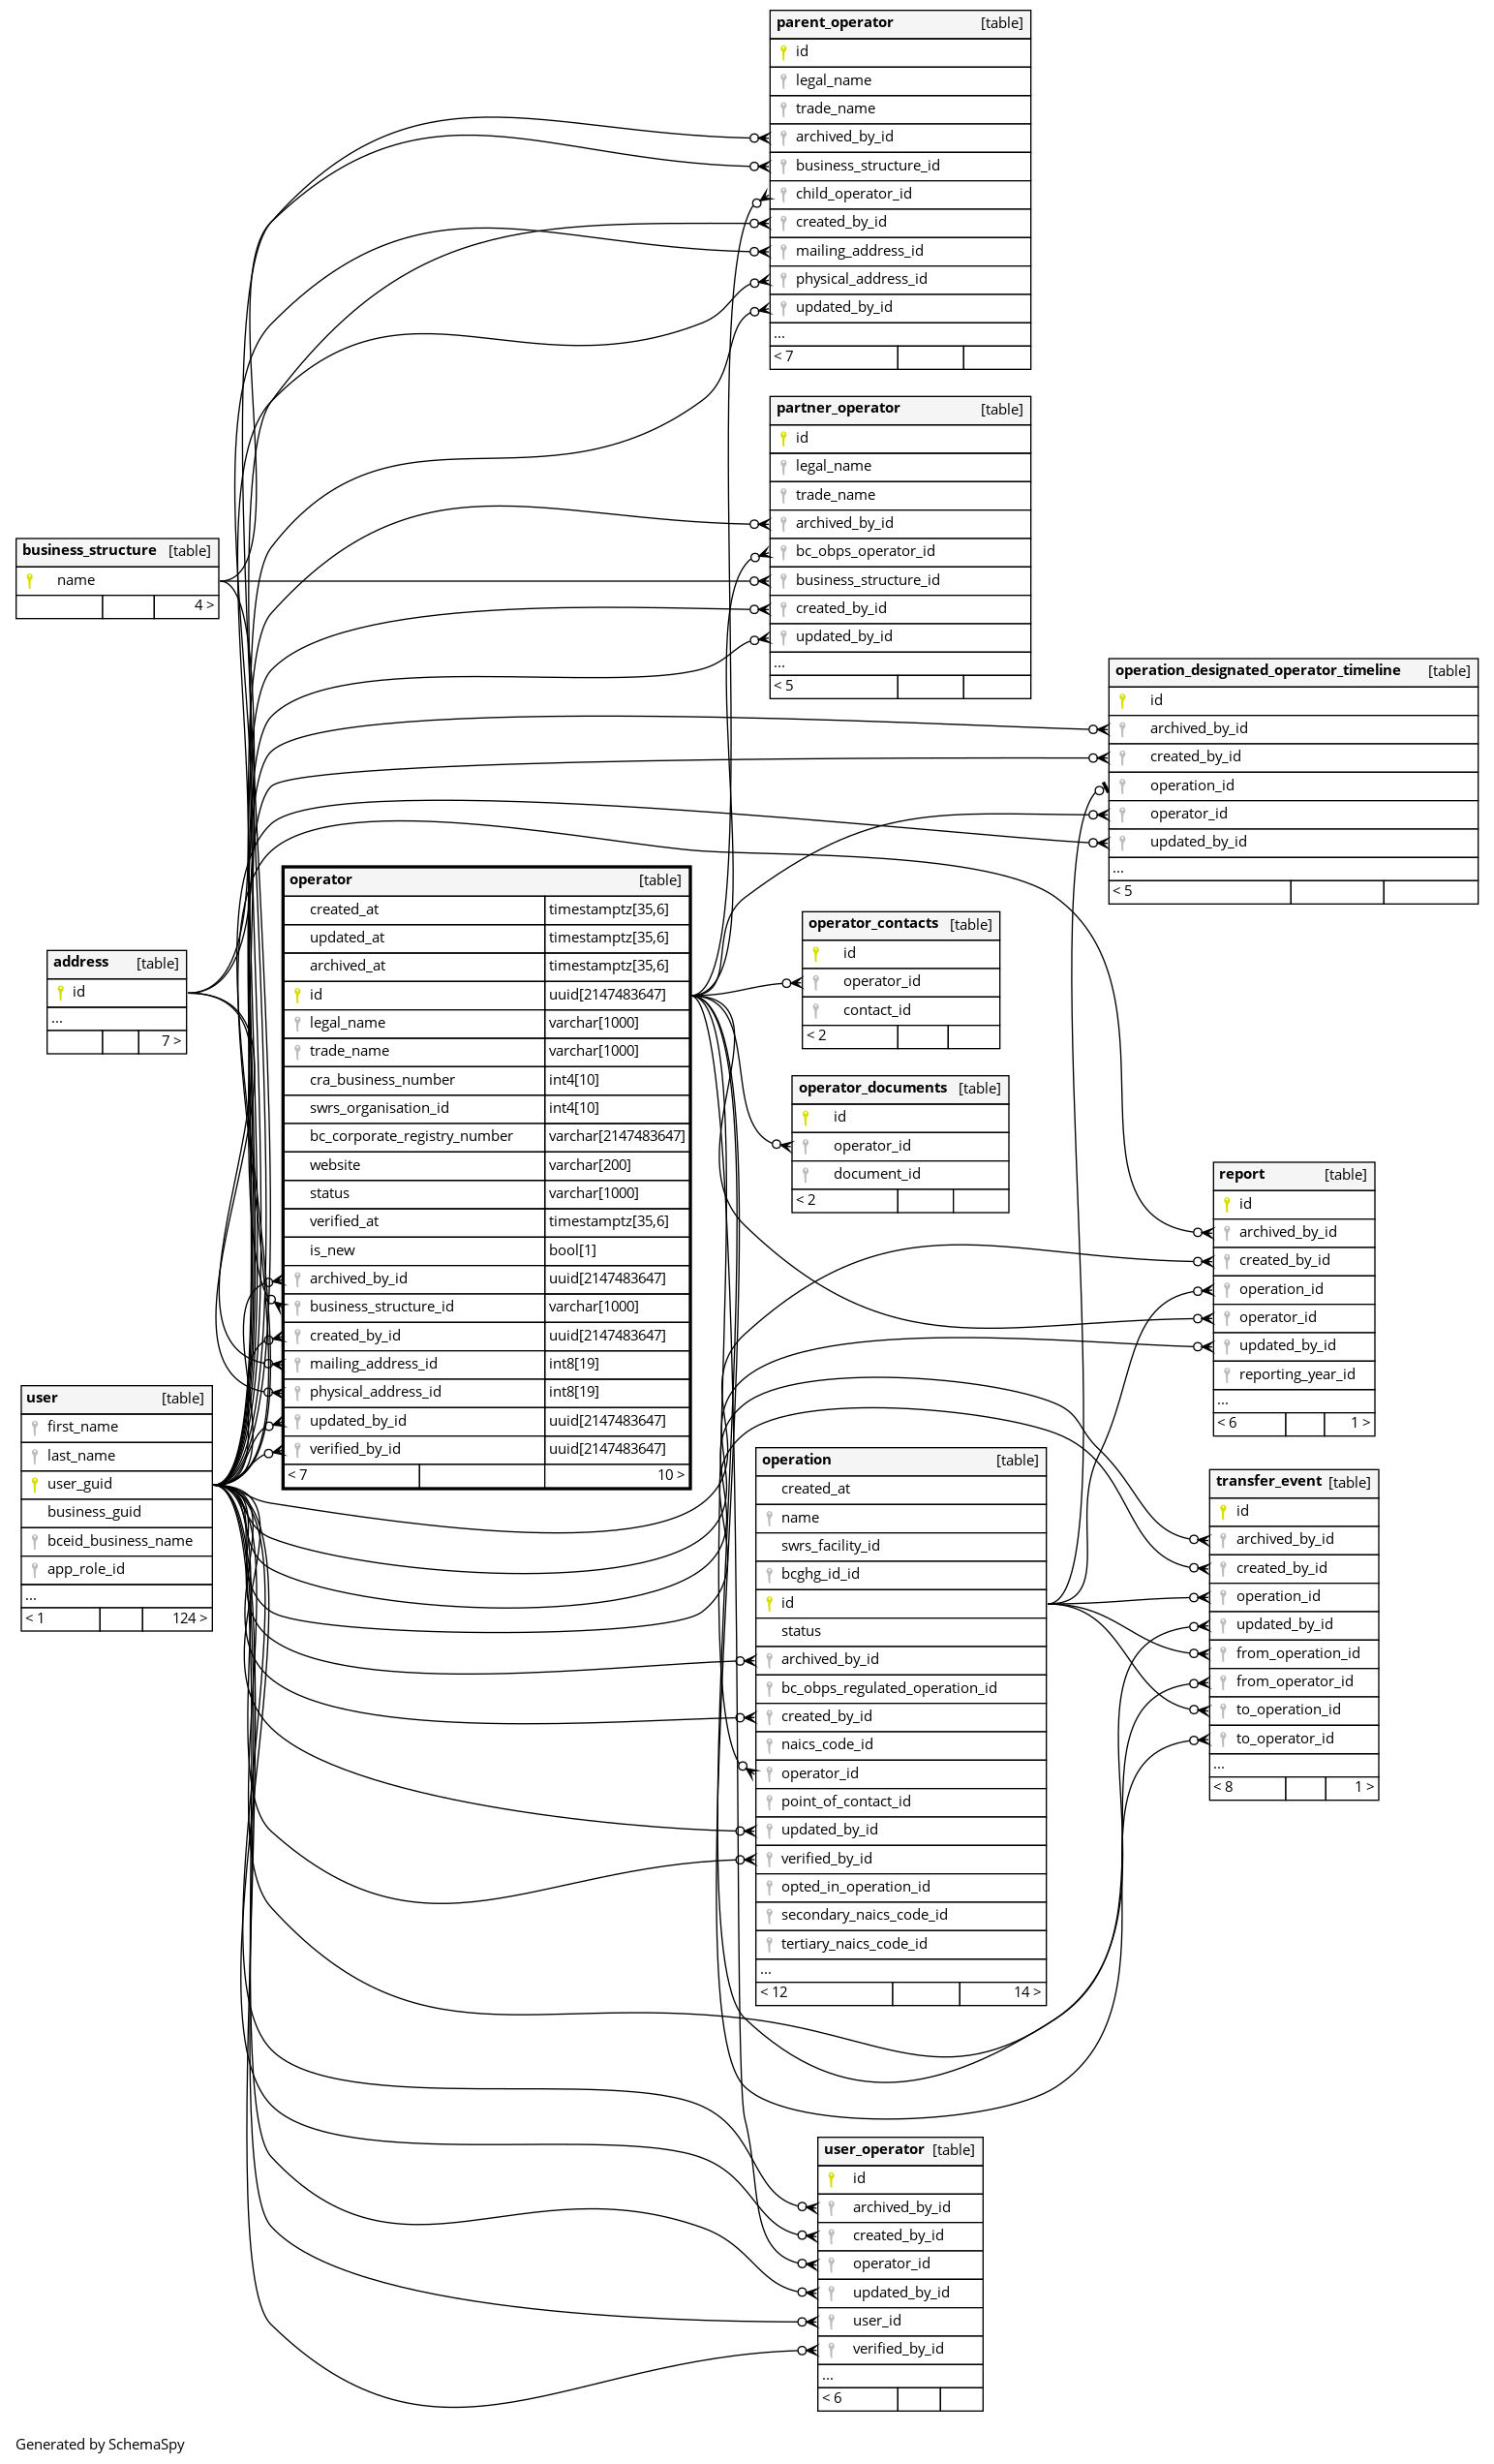 parent_operator [table]
id
legal_name
trade_name
archived_by_id
business_structure_id
child_operator_id
created_by_id
mailing_address_id
physical_address_id
updated_by_id
...
< 7
partner_operator [table]
id
legal_name
trade_name
archived_by_id
bc_obps_operator_id
business_structure_id
created_by_id
updated_by_id
...
< 5
business_structure [table]
name
4 >
operation_designated_operator_timeline [table]
id
archived_by_id
created_by_id
operation_id
operator_id
updated_by_id
...
< 5
operator [table]
created_at timestamptz[35,6]
updated_at timestamptz[35,6]
archived_at timestamptz[35,6]
id uuid[2147483647]
legal_name varchar[1000]
trade_name varchar[1000]
cra_business_number int4[10]
swrs_organisation_id int4[10]
bc_corporate_registry_number varchar[2147483647]
website varchar[200]
status varchar[1000]
verified_at timestamptz[35,6]
is_new bool[1]
archived_by_id uuid[2147483647]
business_structure_id varchar[1000]
created_by_id uuid[2147483647]
mailing_address_id int8[19]
physical_address_id int8[19]
updated_by_id uuid[2147483647]
verified_by_id uuid[2147483647]
< 7 10 >
address [table]
id
...
7 >
operator_contacts [table]
id
operator_id
contact_id
< 2
operator_documents [table]
id
operator_id
document_id
< 2
report [table]
id
archived_by_id
created_by_id
operation_id
operator_id
updated_by_id
reporting_year_id
...
< 6 1 >
user [table]
first_name
last_name
user_guid
business_guid
bceid_business_name
app_role_id
...
< 1 124 >
operation [table]
created_at
name
swrs_facility_id
bcghg_id_id
id
status
archived_by_id
bc_obps_regulated_operation_id
created_by_id
naics_code_id
operator_id
point_of_contact_id
updated_by_id
verified_by_id
opted_in_operation_id
secondary_naics_code_id
tertiary_naics_code_id
...
< 12 14 >
transfer_event [table]
id
archived_by_id
created_by_id
operation_id
updated_by_id
from_operation_id
from_operator_id
to_operation_id
to_operator_id
...
< 8 1 >
user_operator [table]
id
archived_by_id
created_by_id
operator_id
updated_by_id
user_id
verified_by_id
...
< 6
Generated by SchemaSpy